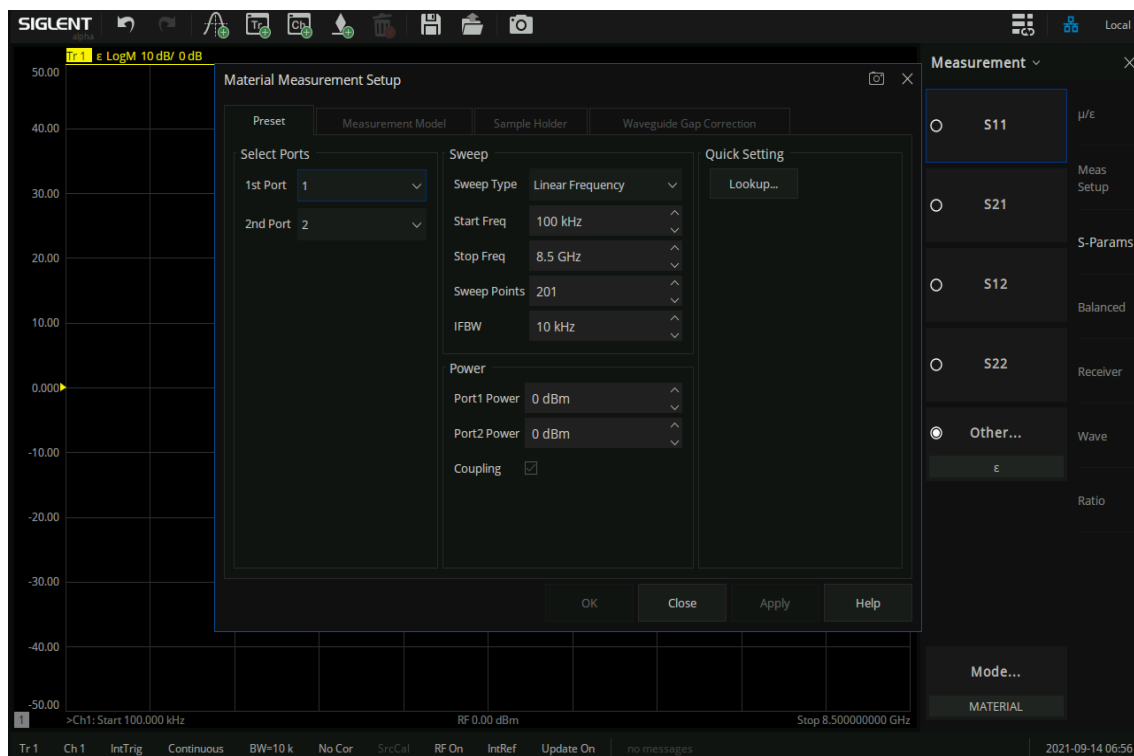 SIGLENT
alpha
Tr
Ch
Local
Tr 1 ε LogM 10 dB/ 0 dB
50.00
40.00
30.00
20.00
10.00
0.000
-10.00
-20.00
-30.00
-40.00
-50.00
1
>Ch1: Start 100.000 kHz
RF 0.00 dBm
Stop 8.500000000 GHz
Material Measurement Setup
Preset
Measurement Model
Sample Holder
Waveguide Gap Correction
Select Ports
1st Port 1
2nd Port 2
Sweep
Sweep Type Linear Frequency
Start Freq 100 kHz
Stop Freq 8.5 GHz
Sweep Points 201
IFBW 10 kHz
Power
Port1 Power 0 dBm
Port2 Power 0 dBm
Coupling
Quick Setting
Lookup...
OK
Close
Apply
Help
Measurement
S11
S21
S12
S22
Other...
ε
Mode...
MATERIAL
μ/ε
Meas
Setup
S-Params
Balanced
Receiver
Wave
Ratio
Tr 1 Ch 1 IntTrig Continuous BW=10 k No Cor SrcCal RF On IntRef Update On no messages 2021-09-14 06:56